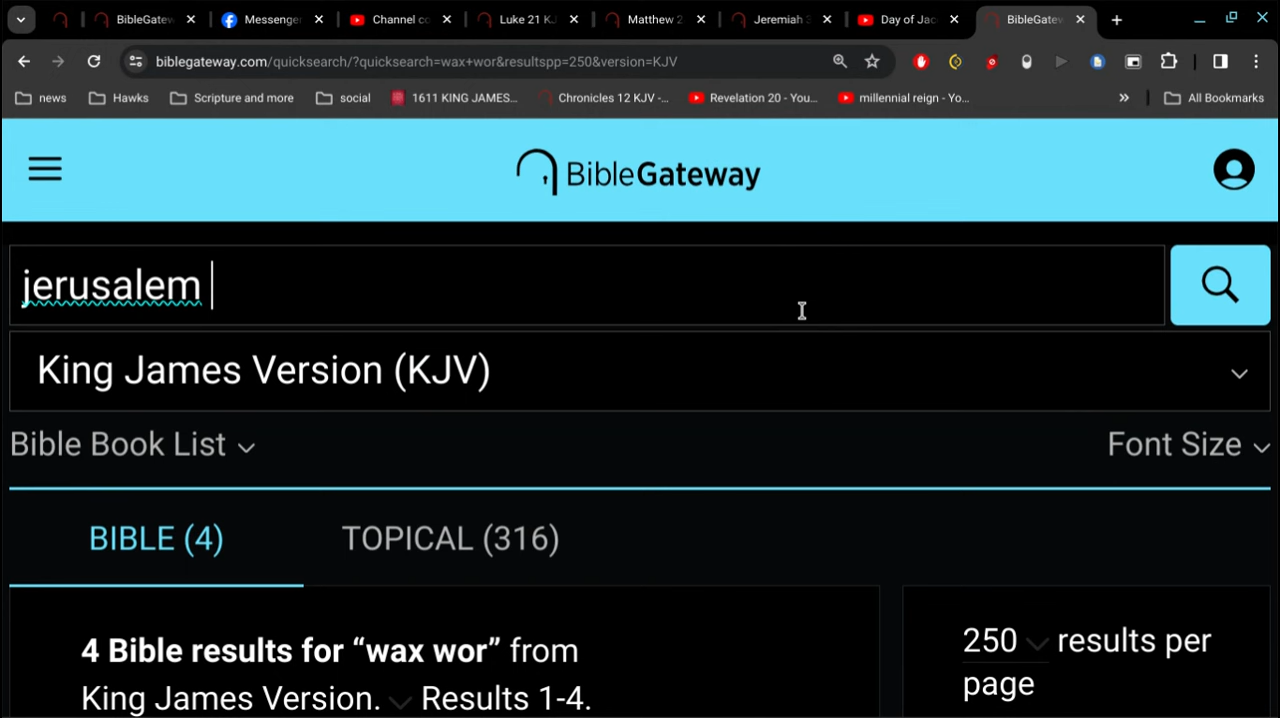 BibleGatew Messenger Channel co Luke 21 KJ Matthew 2 Jeremiah 3 Day of Jac BibleGatew
biblegateway.com/quicksearch/?quicksearch=wax+wor&resultspp=250&version=KJV
news Hawks Scripture and more social 1611 KING JAMES... Chronicles 12 KJV -... Revelation 20 - You... millennial reign - Yo... » All Bookmarks
BibleGateway
jerusalem
King James Version (KJV)
Bible Book List Font Size
BIBLE (4) TOPICAL (316)
4 Bible results for “wax wor” from
King James Version. Results 1-4.
250 results per
page